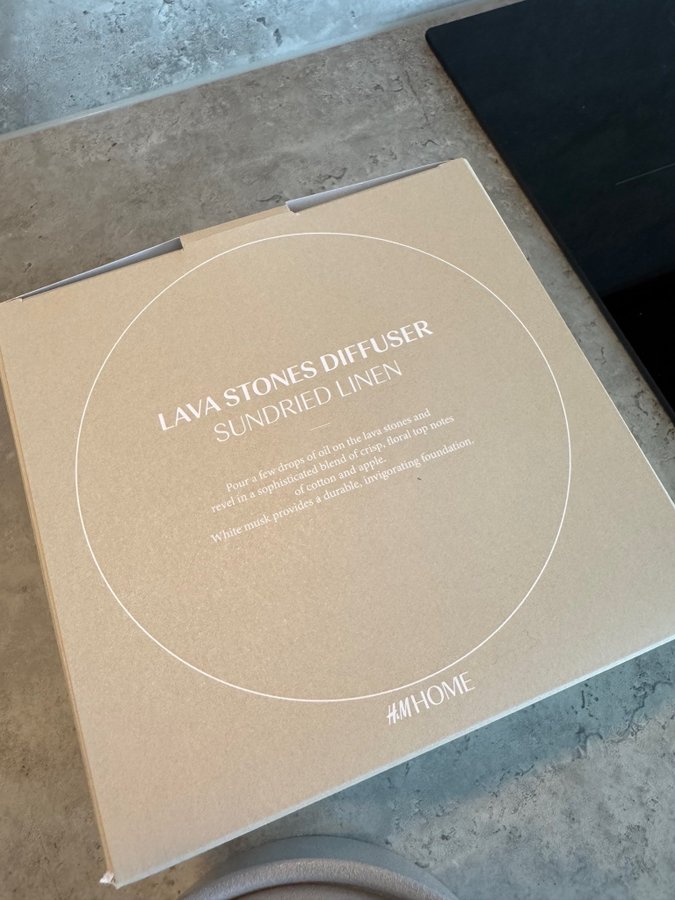 LAVA STONES DIFFUSER
SUNDRIED LINEN
Pour a few drops of oil on the lava stones and
revel in a sophisticated blend of crisp, floral top notes
of cotton and apple.
White musk provides a durable, invigorating foundation.
H&M HOME